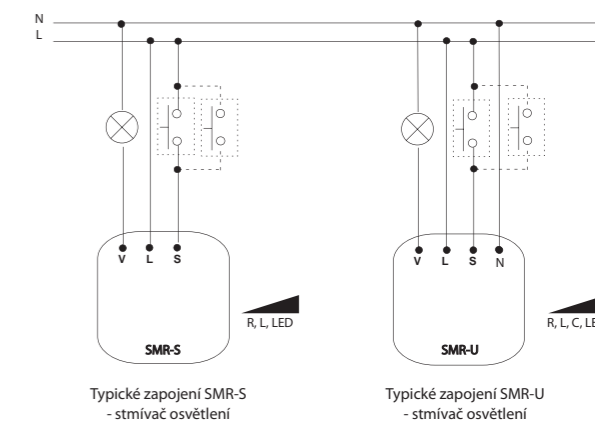 N
L
V L S
SMR-S
R, L, LED
Typické zapojení SMR-S
- stmívač osvětlení
V L S N
SMR-U
R, L, C, LE
Typické zapojení SMR-U
- stmívač osvětlení